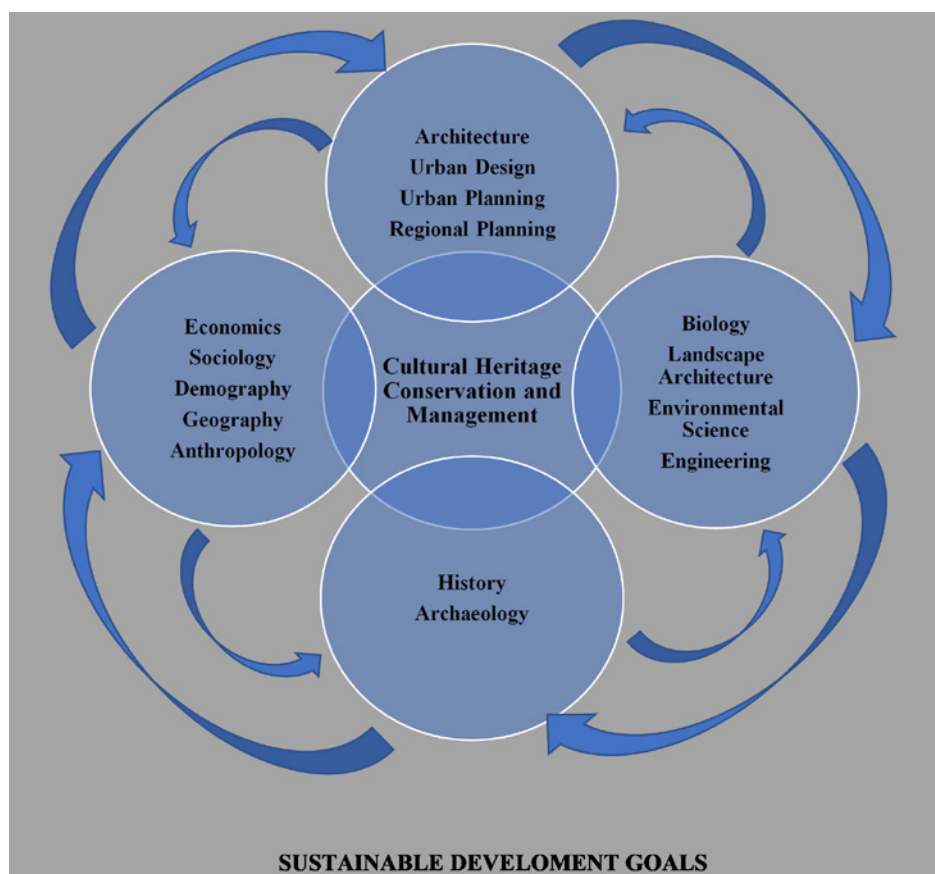 Architecture
Urban Design
Urban Planning
Regional Planning
Economics
Sociology
Demography
Geography
Anthropology
Cultural Heritage
Conservation and
Management
Biology
Landscape
Architecture
Environmental
Science
Engineering
History
Archaeology
SUSTAINABLE DEVELOMENT GOALS